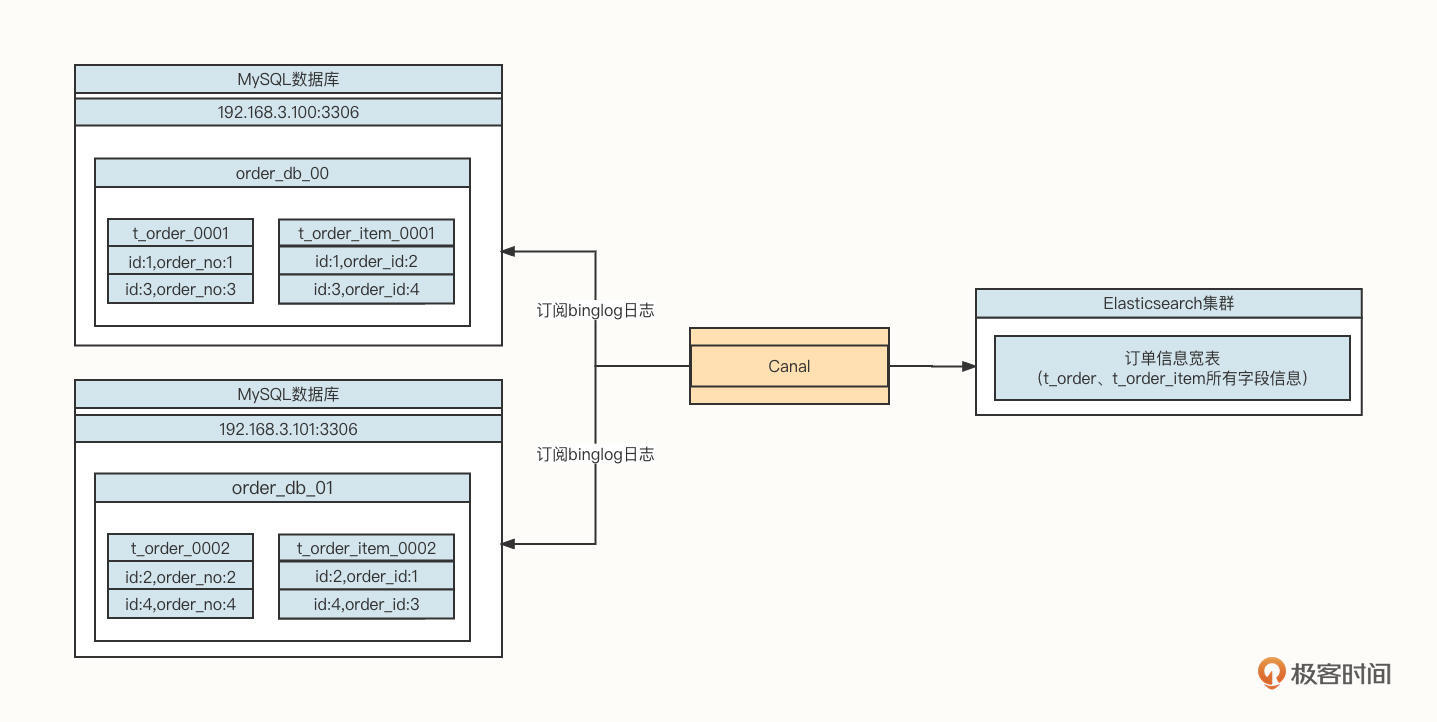 MySQL数据库
192.168.3.100:3306
order_db_00
t_order_0001
id:1,order_no:1
id:3,order_no:3
t_order_item_0001
id:1,order_id:2
id:3,order_id:4
MySQL数据库
192.168.3.101:3306
order_db_01
t_order_0002
id:2,order_no:2
id:4,order_no:4
t_order_item_0002
id:2,order_id:1
id:4,order_id:3
订阅binglog日志
订阅binglog日志
Canal
Elasticsearch集群
订单信息宽表
（t_order、t_order_item所有字段信息）
极客时间